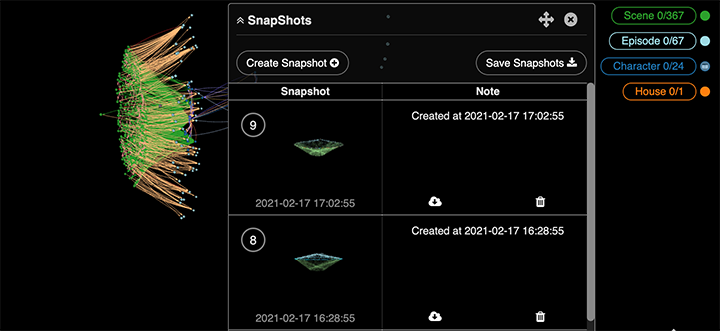 SnapShots
Scene 0/367
Episode 0/67
Create Snapshot
Save Snapshots
Character 0/24
House 0/1
Snapshot Note
9
Created at 2021-02-17 17:02:55
2021-02-17 17:02:55
8
Created at 2021-02-17 16:28:55
2021-02-17 16:28:55